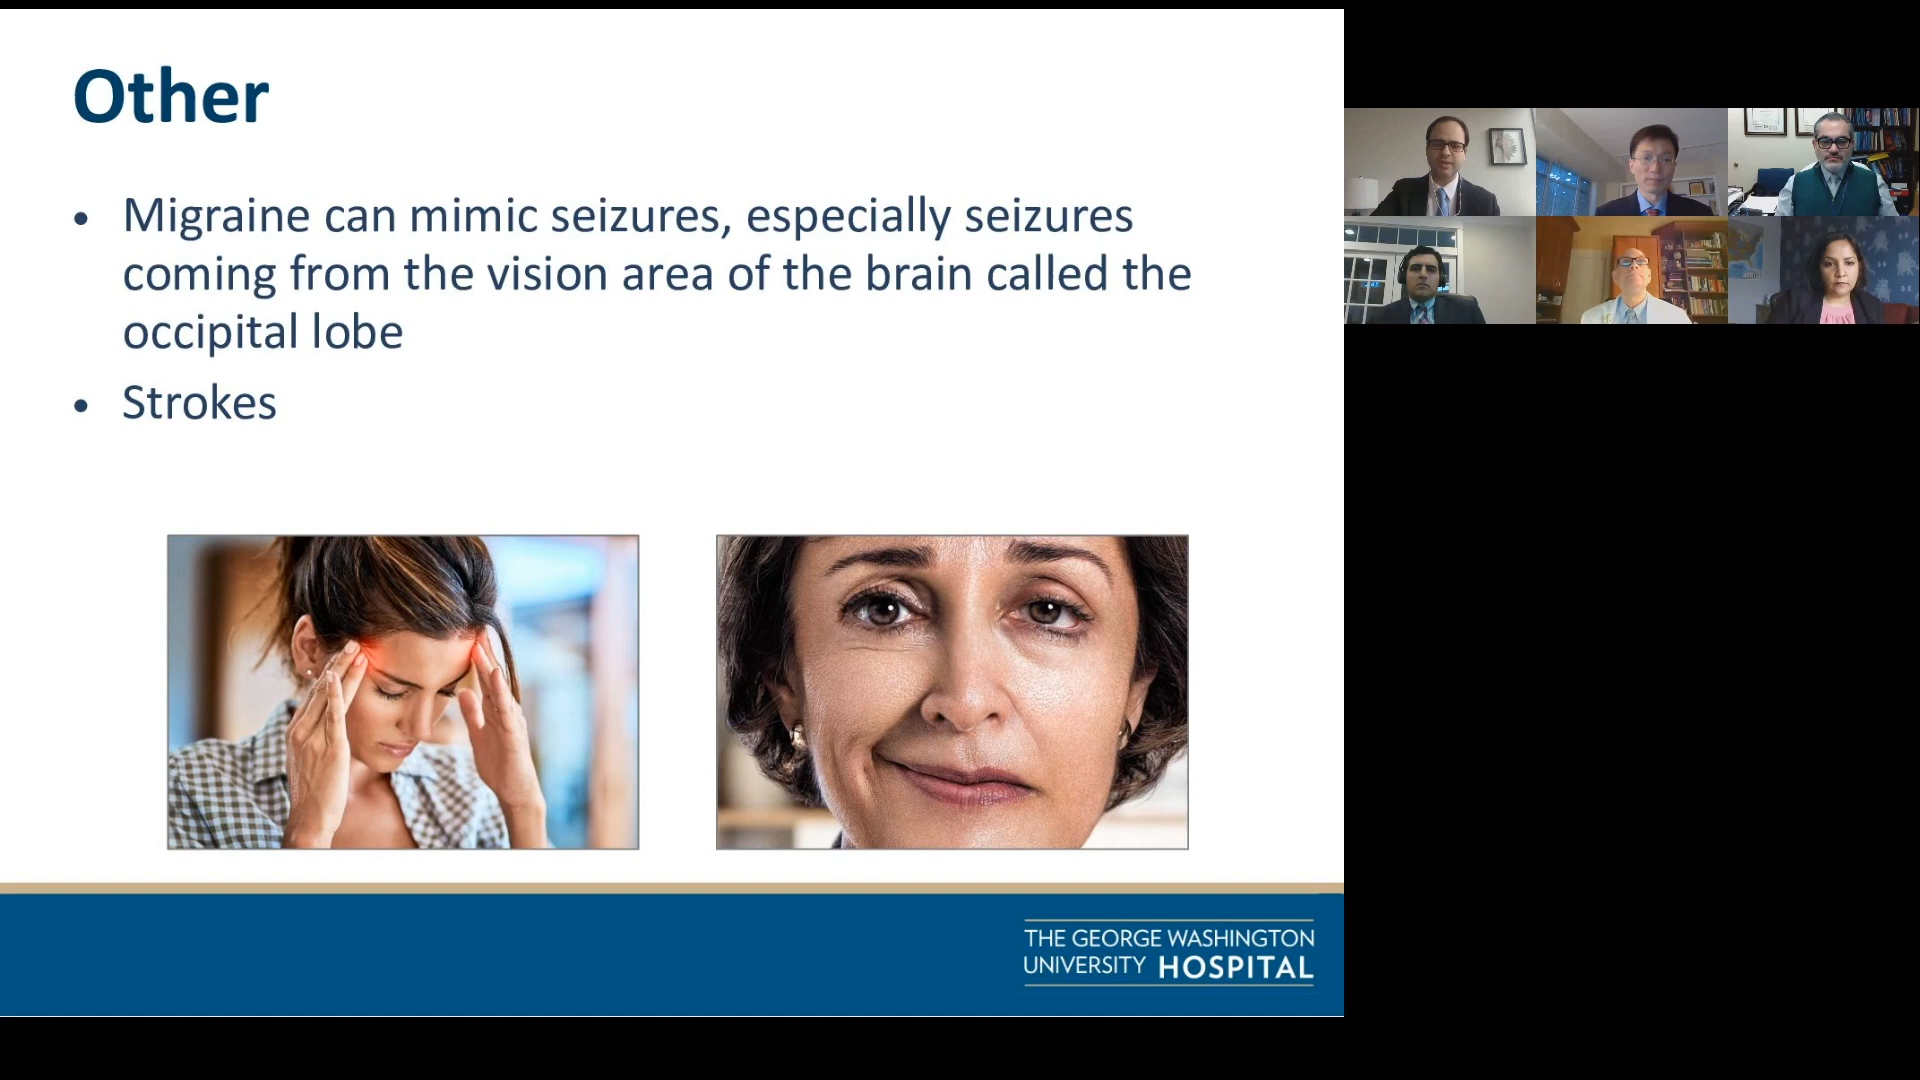 Other
• Migraine can mimic seizures, especially seizures
coming from the vision area of the brain called the
occipital lobe
• Strokes
THE GEORGE WASHINGTON
UNIVERSITY HOSPITAL